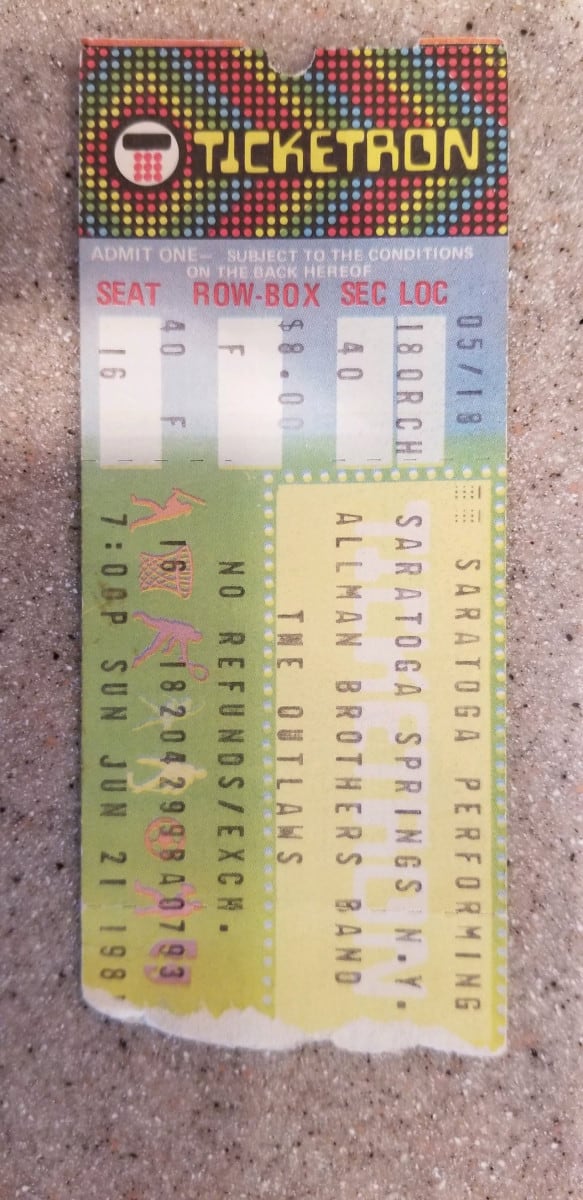 TICKETRON
ADMIT ONE— SUBJECT TO THE CONDITIONS
ON THE BACK HEREOF
SEAT ROW-BOX SEC LOC
05/18 SARATOGA PERFORMING
18ORCH SARATOGA SPRINGS N.Y.
40 ALLMAN BROTHERS BAND
$8.00 THE OUTLAWS
F NO REFUNDS/EXCH.
40 F 16 182042998A0793
16 7:00P SUN JUN 21 198